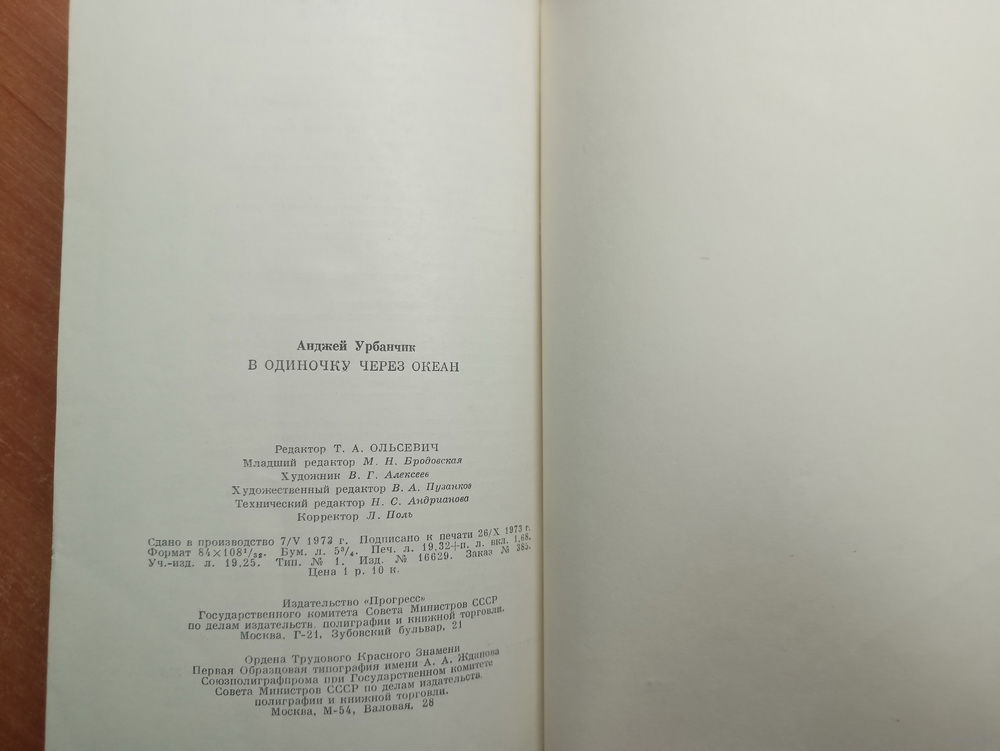 Анджей Урбанчик
В ОДИНОЧКУ ЧЕРЕЗ ОКЕАН
Редактор Т. А. ОЛЬСЕВИЧ
Младший редактор М. Н. Бродовская
Художник В. Г. Алексеев
Художественный редактор В. А. Пузанков
Технический редактор Н. С. Андрианова
Корректор Л. Поль
Сдано в производство 7/V 1973 г. Подписано к печати 26/X 1973 г.
Формат 84×108¹/₃₂. Бум. л. 5³/₄. Печ. л. 19,32+п. л. вкл. 1,68.
Уч.-изд. л. 19,25. Тип. № 1. Изд. № 16629. Заказ № 385.
Цена 1 р. 10 к.
Издательство «Прогресс»
Государственного комитета Совета Министров СССР
по делам издательств, полиграфии и книжной торговли.
Москва, Г-21, Зубовский бульвар, 21
Ордена Трудового Красного Знамени
Первая Образцовая типография имени А. А. Жданова
Союзполиграфпрома при Государственном комитете
Совета Министров СССР по делам издательств,
полиграфии и книжной торговли.
Москва, М-54, Валовая, 28